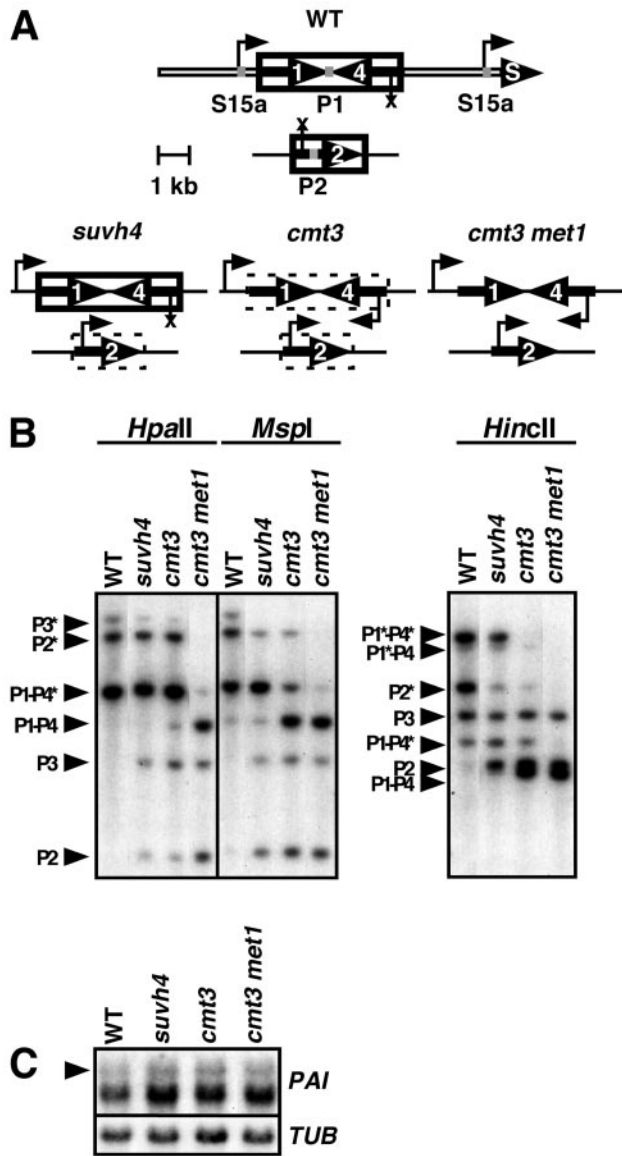 A
WT
1 4 S
S15a P1 S15a
x
x
2
1 kb P2
suvh4 cmt3 cmt3 met1
1 4 1 4 1 4
x
2 2 2
B
HpaII MspI HincII
WT suvh4 cmt3 cmt3 met1 WT suvh4 cmt3 cmt3 met1 WT suvh4 cmt3 cmt3 met1
P3*
P2*
P1-P4*
P1-P4
P3
P2
P1*-P4*
P1*-P4
P2*
P3
P1-P4*
P2
P1-P4
C
WT suvh4 cmt3 cmt3 met1
PAI
TUB